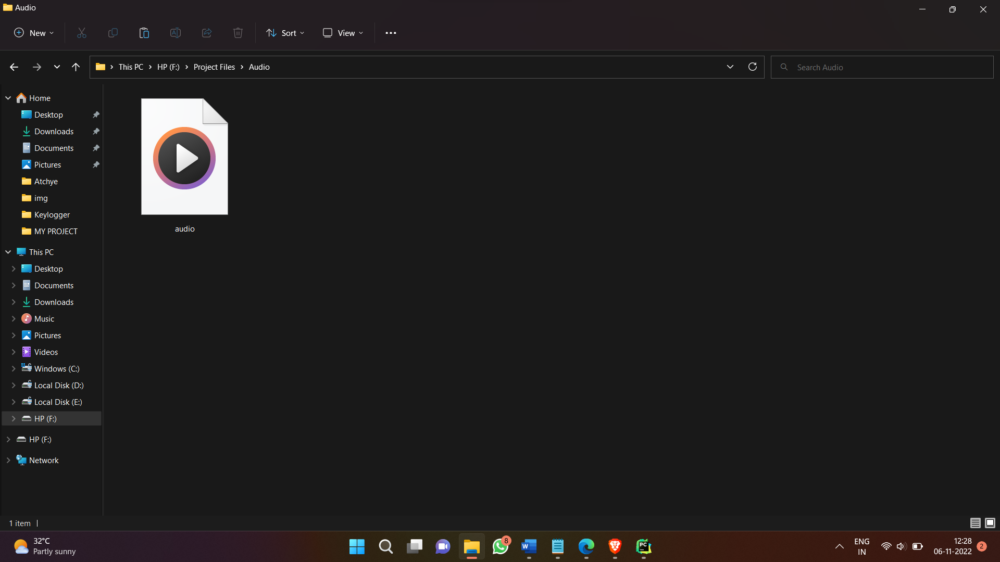 Audio
New
Sort
View
This PC
HP (F:)
Project Files
Audio
Search Audio
Home
Desktop
Downloads
Documents
Pictures
Atchye
img
Keylogger
MY PROJECT
This PC
Desktop
Documents
Downloads
Music
Pictures
Videos
Windows (C:)
Local Disk (D:)
Local Disk (E:)
HP (F:)
HP (F:)
Network
audio
1 item
32°C
Partly sunny
8
W
PC
ENG
IN
12:28
06-11-2022
2